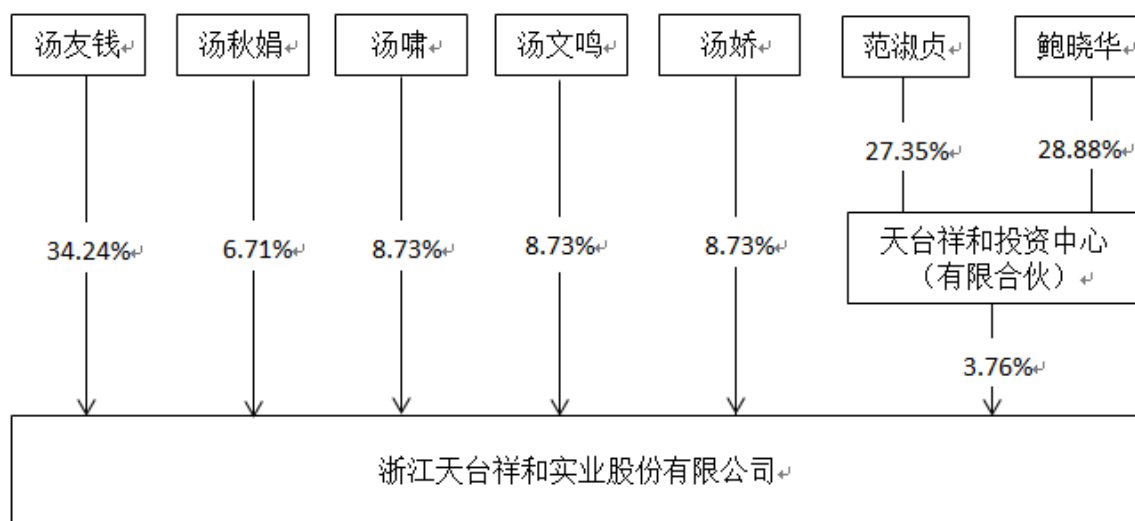 汤友钱
汤秋娟
汤啸
汤文鸣
汤娇
范淑贞
鲍晓华
27.35%
28.88%
34.24%
6.71%
8.73%
8.73%
8.73%
天台祥和投资中心
（有限合伙）
3.76%
浙江天台祥和实业股份有限公司